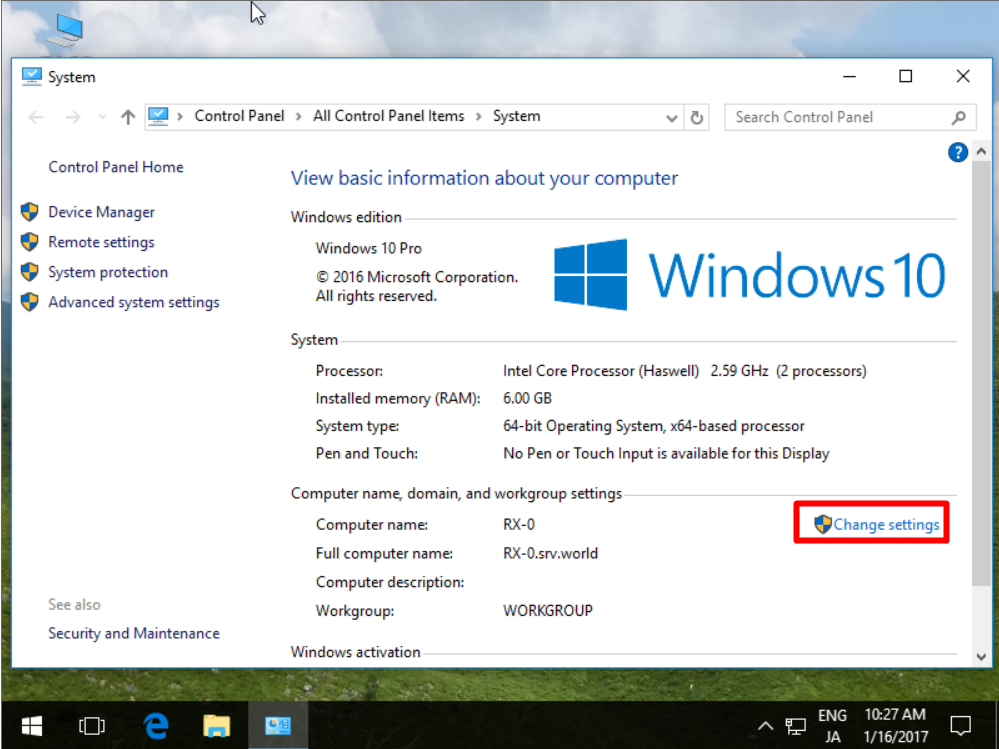 System
Control Panel > All Control Panel Items > System
Search Control Panel
?
Control Panel Home
Device Manager
Remote settings
System protection
Advanced system settings
See also
Security and Maintenance
View basic information about your computer
Windows edition
Windows 10 Pro
© 2016 Microsoft Corporation.
All rights reserved.
Windows 10
System
Processor: Intel Core Processor (Haswell) 2.59 GHz (2 processors)
Installed memory (RAM): 6.00 GB
System type: 64-bit Operating System, x64-based processor
Pen and Touch: No Pen or Touch Input is available for this Display
Computer name, domain, and workgroup settings
Computer name: RX-0 Change settings
Full computer name: RX-0.srv.world
Computer description:
Workgroup: WORKGROUP
Windows activation
ENG 10:27 AM
JA 1/16/2017